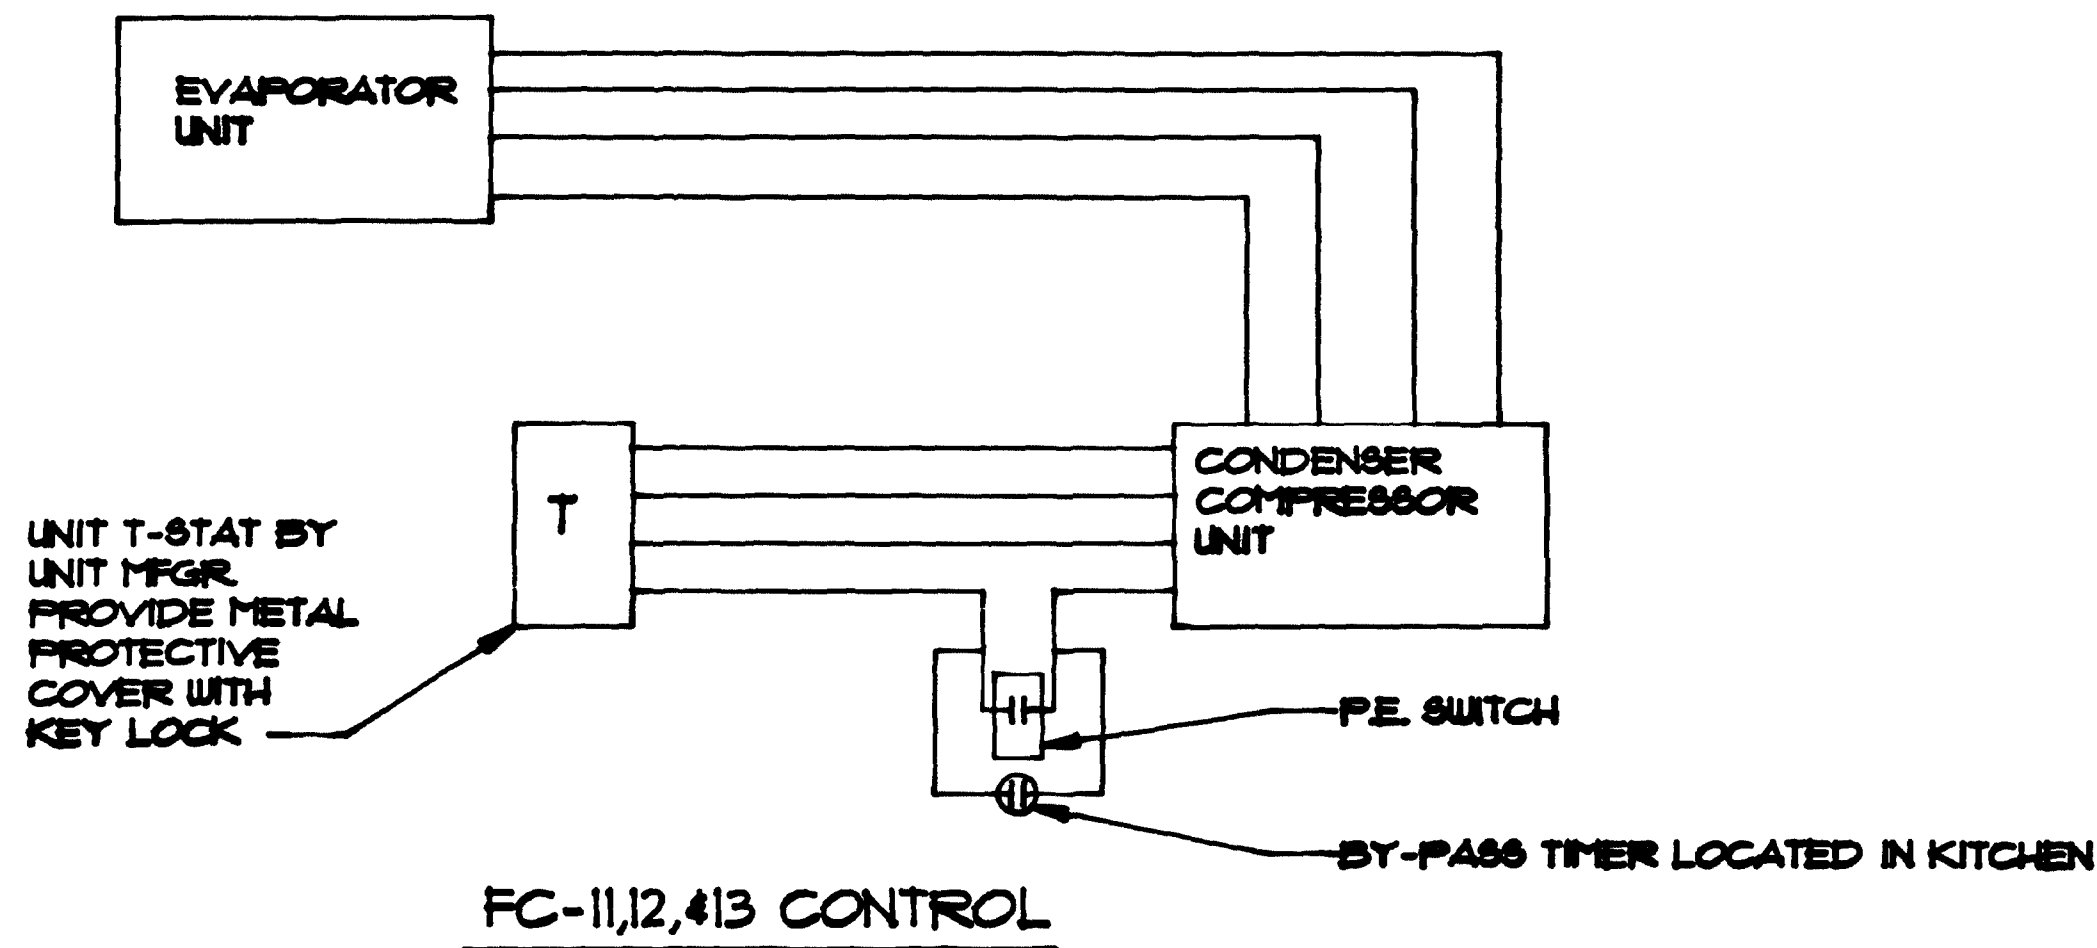 EVAPORATOR
UNIT
T
CONDENSER
COMPRESSOR
UNIT
UNIT T-STAT BY
UNIT MFGR
PROVIDE METAL
PROTECTIVE
COVER WITH
KEY LOCK
P.E. SWITCH
BY-PASS TIMER LOCATED IN KITCHEN
FC-11,12,&13 CONTROL